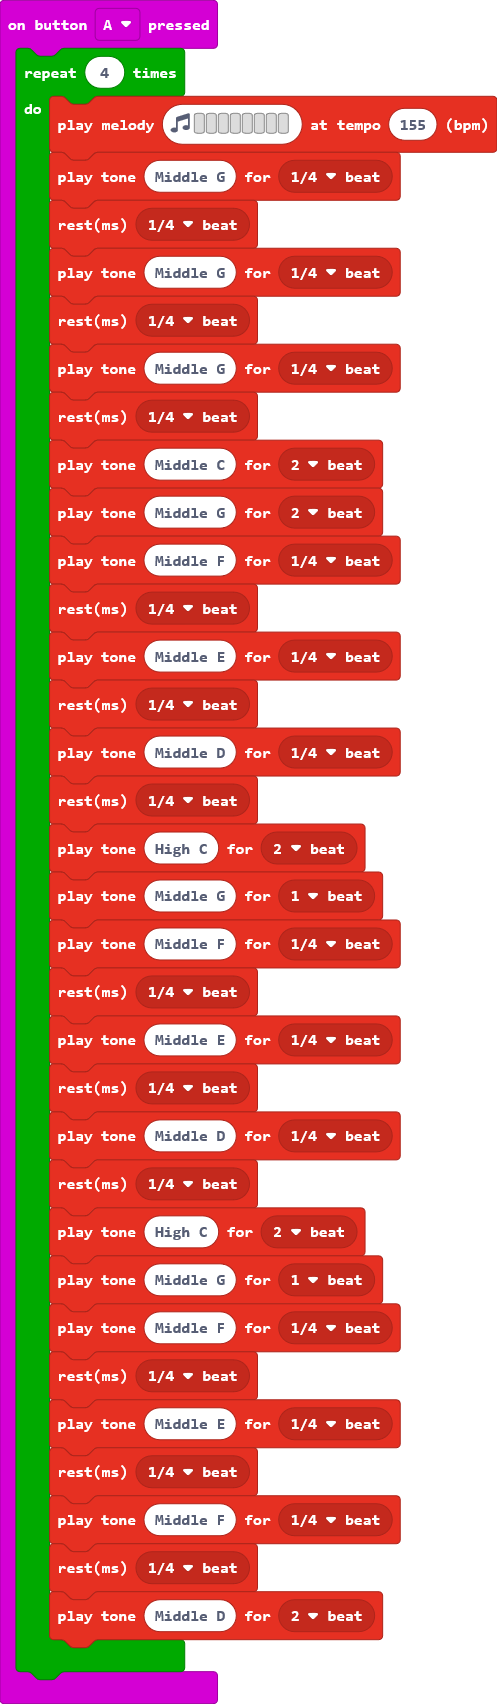 on button A pressed
repeat 4 times
do
play melody at tempo 155 (bpm)
play tone Middle G for 1/4 beat
rest(ms) 1/4 beat
play tone Middle G for 1/4 beat
rest(ms) 1/4 beat
play tone Middle G for 1/4 beat
rest(ms) 1/4 beat
play tone Middle C for 2 beat
play tone Middle G for 2 beat
play tone Middle F for 1/4 beat
rest(ms) 1/4 beat
play tone Middle E for 1/4 beat
rest(ms) 1/4 beat
play tone Middle D for 1/4 beat
rest(ms) 1/4 beat
play tone High C for 2 beat
play tone Middle G for 1 beat
play tone Middle F for 1/4 beat
rest(ms) 1/4 beat
play tone Middle E for 1/4 beat
rest(ms) 1/4 beat
play tone Middle D for 1/4 beat
rest(ms) 1/4 beat
play tone High C for 2 beat
play tone Middle G for 1 beat
play tone Middle F for 1/4 beat
rest(ms) 1/4 beat
play tone Middle E for 1/4 beat
rest(ms) 1/4 beat
play tone Middle F for 1/4 beat
rest(ms) 1/4 beat
play tone Middle D for 2 beat